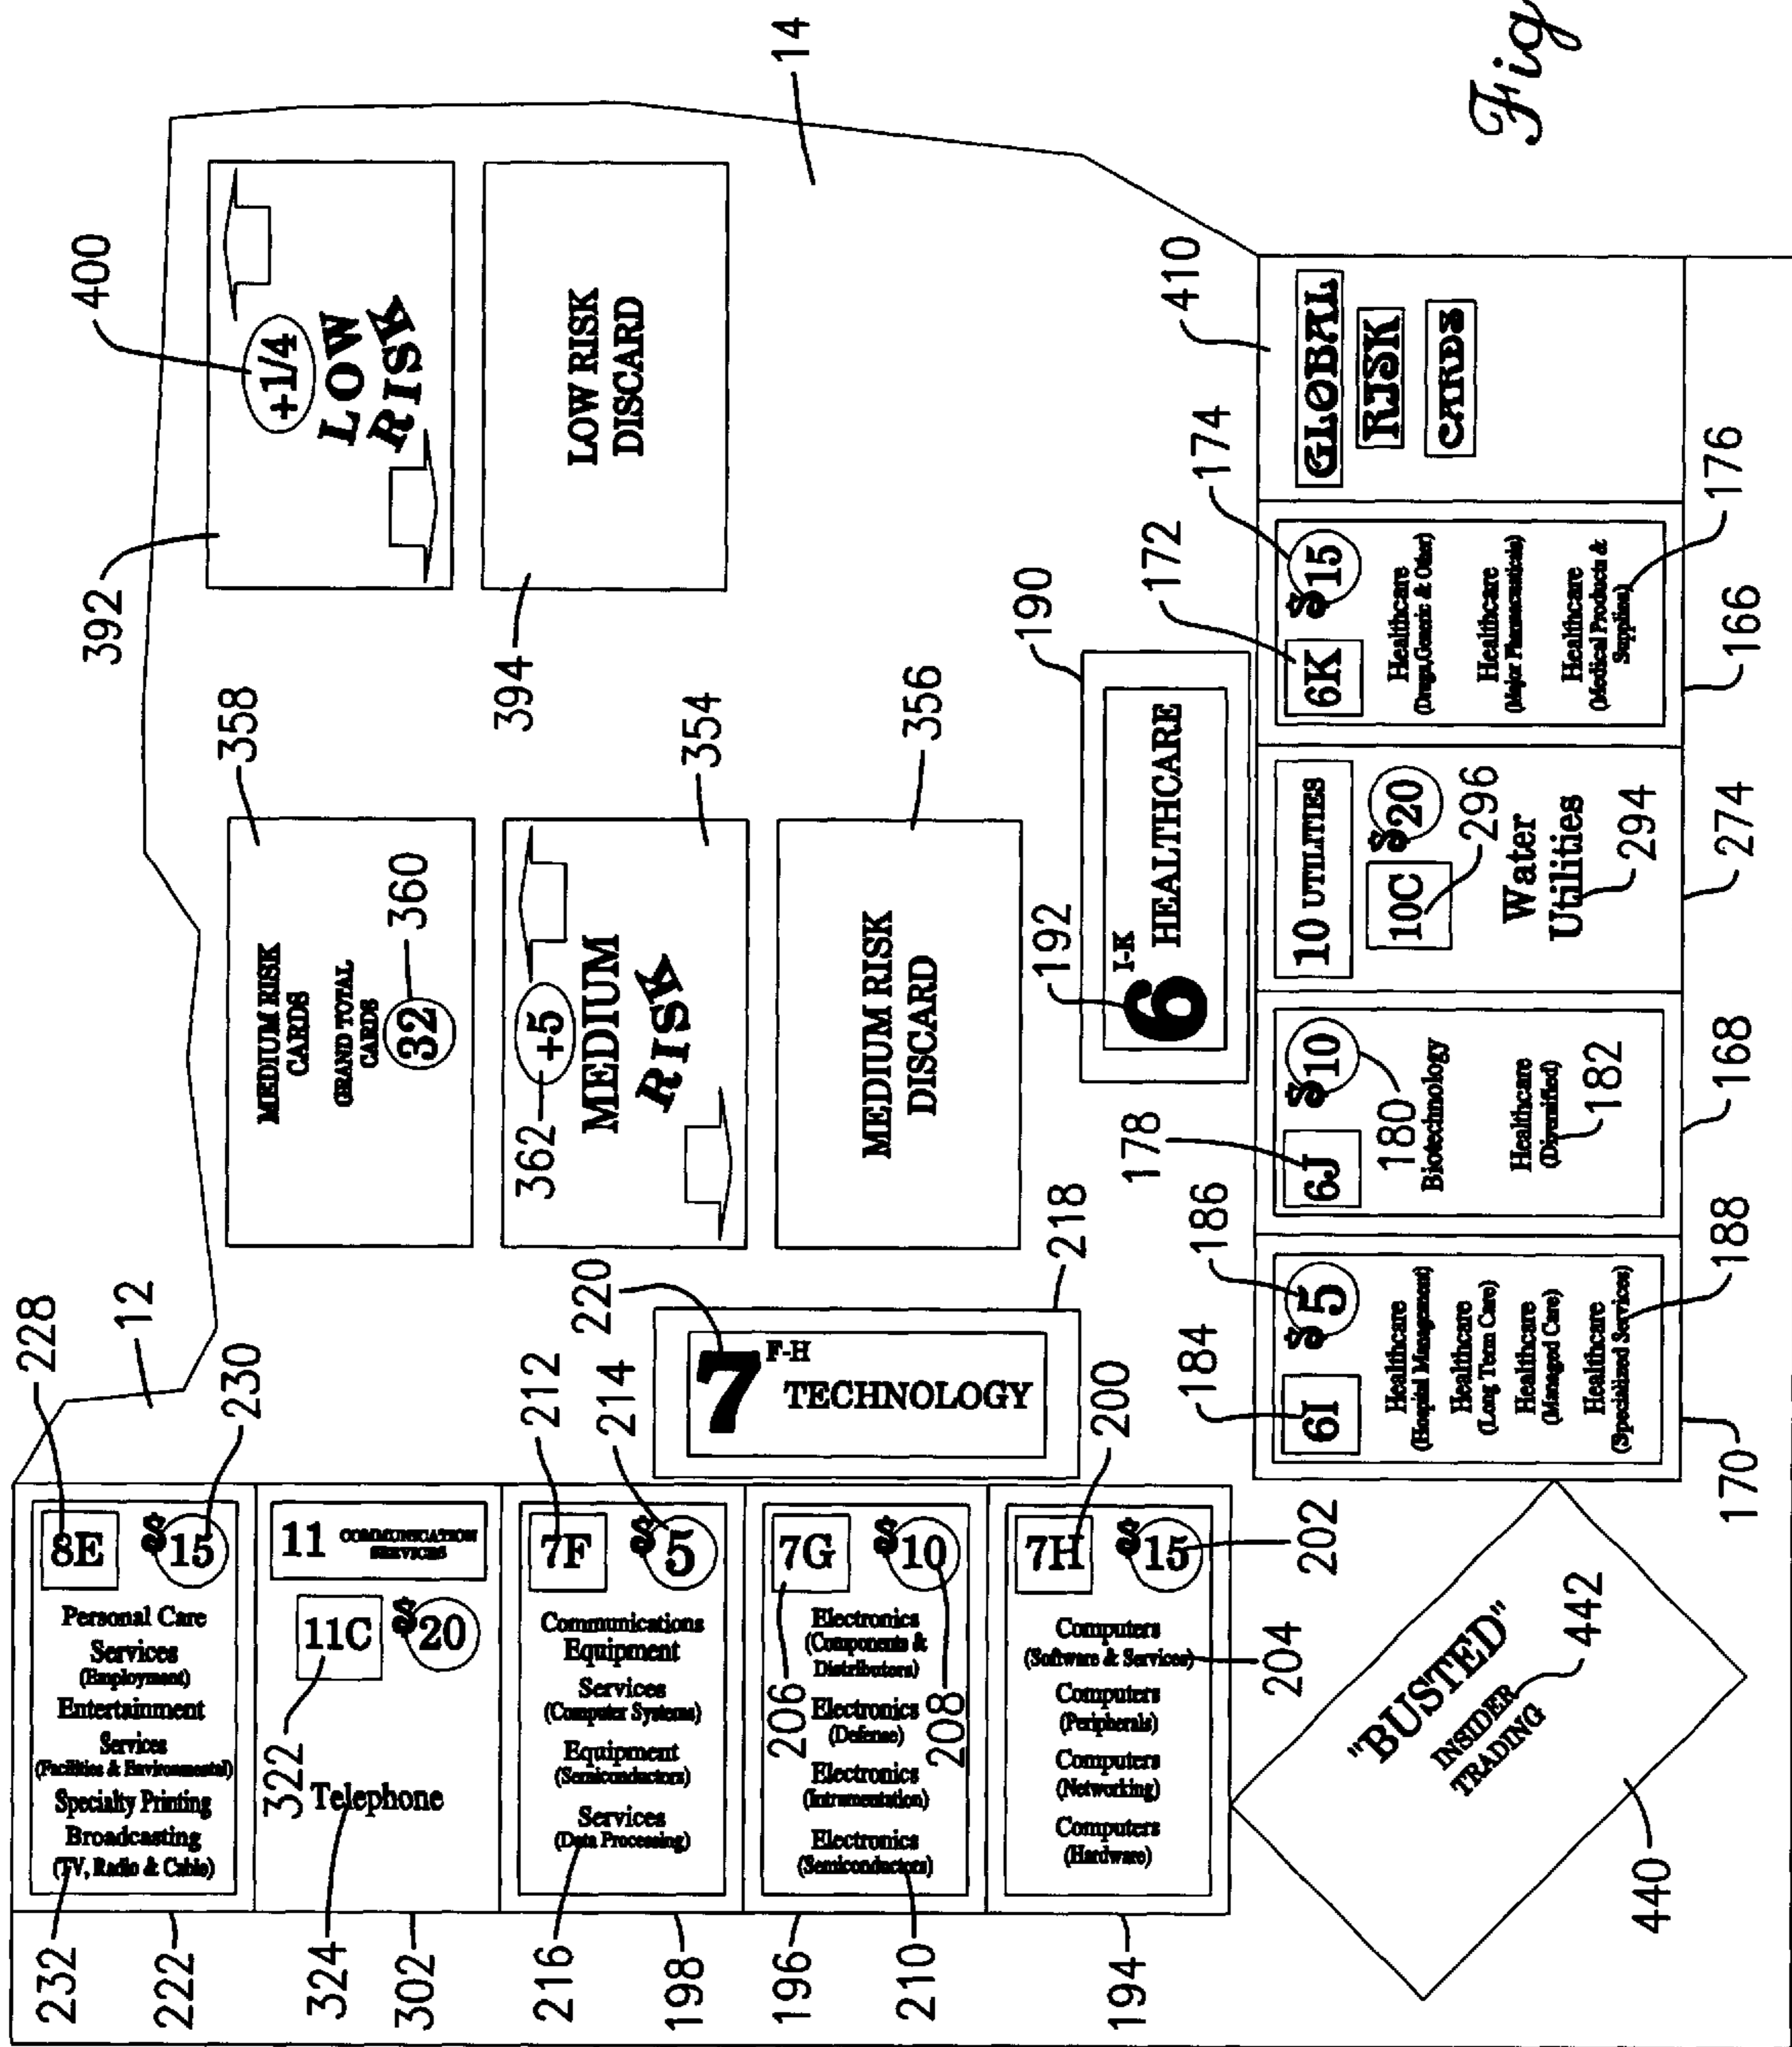 14
Fig
400
392
+1/4
LOW
RISK
394
LOW RISK
DISCARD
358
MEDIUM RISK
CARDS
(GRAND TOTAL
CARDS
32
360
354
362
+5
MEDIUM
RISK
356
MEDIUM RISK
DISCARD
12
228
8E
$15
230
Personal Care
Services
(Employment)
Entertainment
Services
(Facilities & Environmental)
Specialty Printing
Broadcasting
(TV, Radio & Cable)
232
222
11 COMMUNICATION
SERVICES
11C
$20
322
Telephone
324
302
212
7F
$5
214
Communications
Equipment
Services
(Computer Systems)
Equipment
(Semiconductors)
Services
(Data Processing)
216
198
7G
$10
206
208
Electronics
(Components &
Distributors)
Electronics
(Defense)
Electronics
(Intrumentation)
Electronics
(Semiconductors)
196
210
200
7H
$15
202
Computers
(Software & Services)
204
Computers
(Peripherals)
Computers
(Networking)
Computers
(Hardware)
194
220
218
7 F-H
TECHNOLOGY
190
192
6 I-K
HEALTHCARE
"BUSTED"
INSIDER
TRADING
442
440
184
186
6I
$5
Healthcare
(Hospital Management)
Healthcare
(Long Term Care)
Healthcare
(Managed Care)
Healthcare
(Specialized Services)
188
170
178
6J
$10
180
Biotechnology
Healthcare
(Diversified)
182
168
10 UTILITIES
10C
$20
296
Water
Utilities
294
274
172
174
6K
$15
Healthcare
(Drugs, Generic & Other)
Healthcare
(Major Pharmaceuticals)
Healthcare
(Medical Products &
Supplies)
176
166
410
GLOBAL
RISK
CARDS